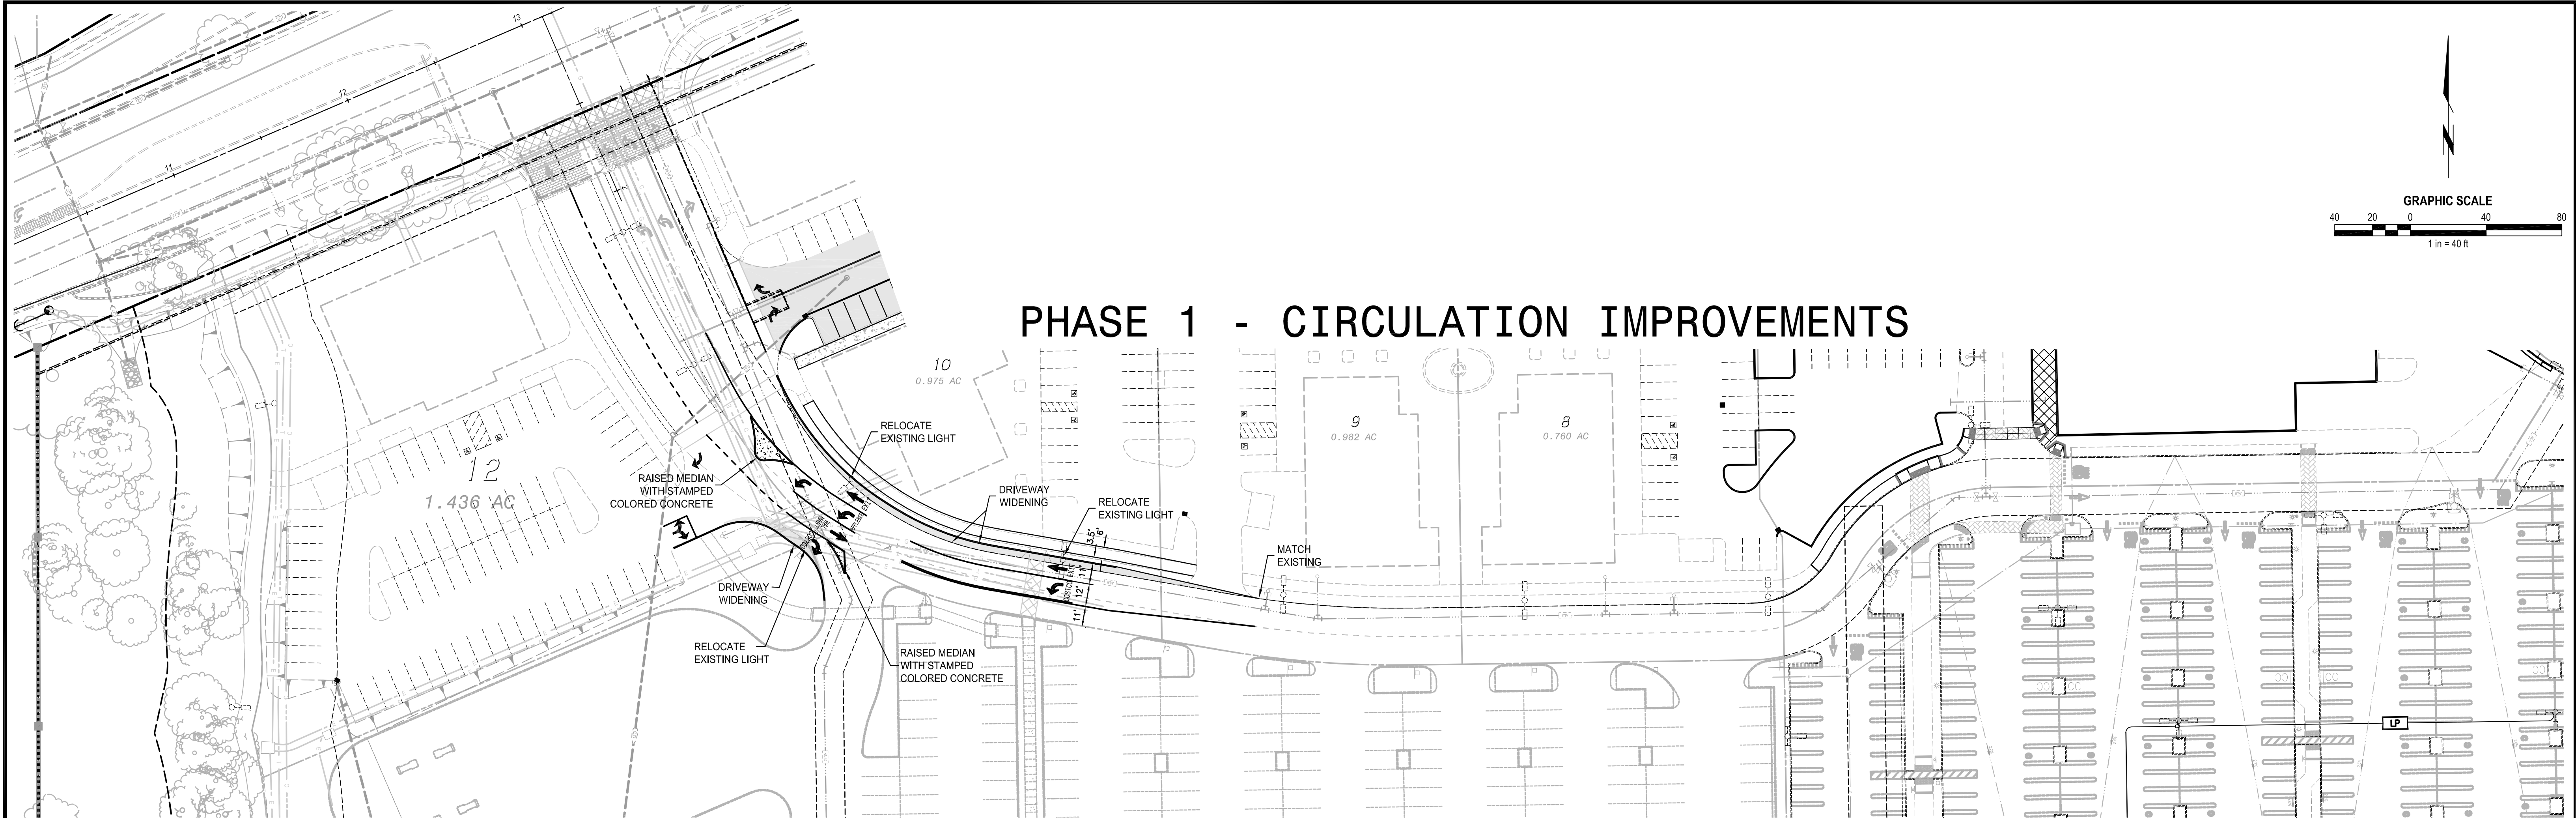 13
12
11
GRAPHIC SCALE
40 20 0 40 80
1 in = 40 ft
PHASE 1 - CIRCULATION IMPROVEMENTS
10
0.975 AC
9
0.982 AC
8
0.760 AC
12
1.436 AC
RELOCATE
EXISTING LIGHT
RAISED MEDIAN
WITH STAMPED
COLORED CONCRETE
DRIVEWAY
WIDENING
RELOCATE
EXISTING LIGHT
3.5'
6'
11'
12'
11'
COSTCO EXIT
MATCH
EXISTING
DRIVEWAY
WIDENING
RELOCATE
EXISTING LIGHT
RAISED MEDIAN
WITH STAMPED
COLORED CONCRETE
LP